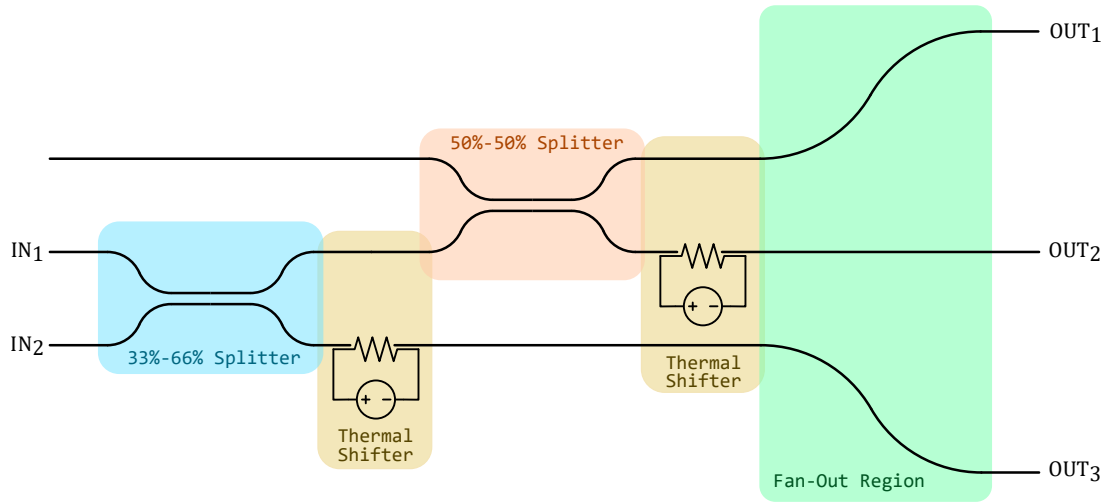 OUT1
50%-50% Splitter
IN1
OUT2
IN2
33%-66% Splitter
+ −
Thermal
Shifter
+ −
Thermal
Shifter
OUT3
Fan-Out Region